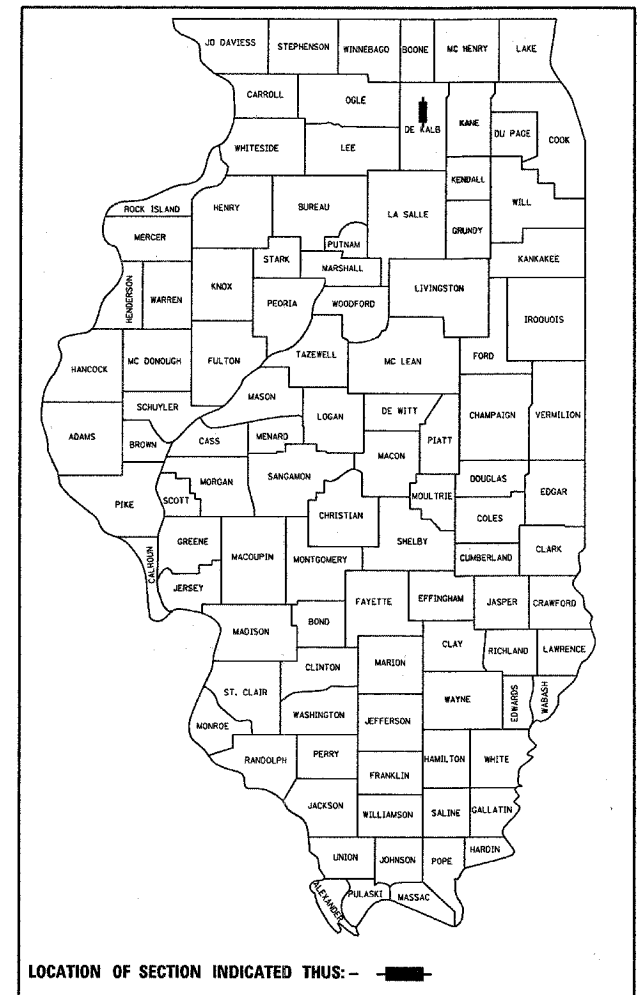 JO DAVIESS STEPHENSON WINNEBAGO BOONE MC HENRY LAKE
CARROLL OGLE DE KALB KANE DU PAGE COOK
WHITESIDE LEE
KENDALL WILL
ROCK ISLAND HENRY BUREAU LA SALLE GRUNDY
MERCER PUTNAM KANKAKEE
STARK MARSHALL
HENDERSON WARREN KNOX PEORIA WOODFORD LIVINGSTON IROQUOIS
FORD
HANCOCK MC DONOUGH FULTON TAZEWELL MC LEAN
MASON
SCHUYLER LOGAN DE WITT CHAMPAIGN VERMILION
ADAMS BROWN CASS MENARD PIATT
MACON
MORGAN SANGAMON DOUGLAS EDGAR
PIKE SCOTT MOULTRIE
CHRISTIAN COLES
GREENE SHELBY
CALHOUN MACOUPIN MONTGOMERY CUMBERLAND CLARK
JERSEY
FAYETTE EFFINGHAM JASPER CRAWFORD
MADISON BOND
CLAY RICHLAND LAWRENCE
CLINTON MARION
ST. CLAIR WAYNE EDWARDS WABASH
MONROE WASHINGTON JEFFERSON
RANDOLPH PERRY HAMILTON WHITE
FRANKLIN
JACKSON WILLIAMSON SALINE GALLATIN
UNION JOHNSON POPE HARDIN
ALEXANDER PULASKI MASSAC
LOCATION OF SECTION INDICATED THUS: -